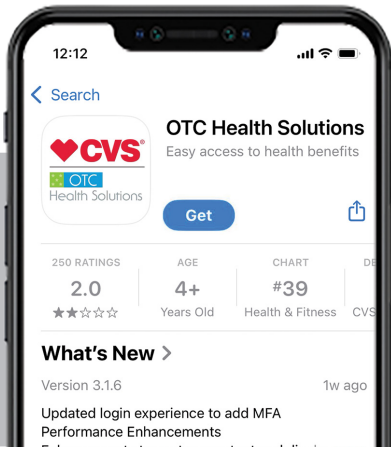 12:12
Search
CVS®
OTC
Health Solutions
OTC Health Solutions
Easy access to health benefits
Get
250 RATINGS
AGE
CHART
DE
2.0
4+
#39
★★☆☆☆
Years Old
Health & Fitness
CVS
What's New >
Version 3.1.6
1w ago
Updated login experience to add MFA
Performance Enhancements